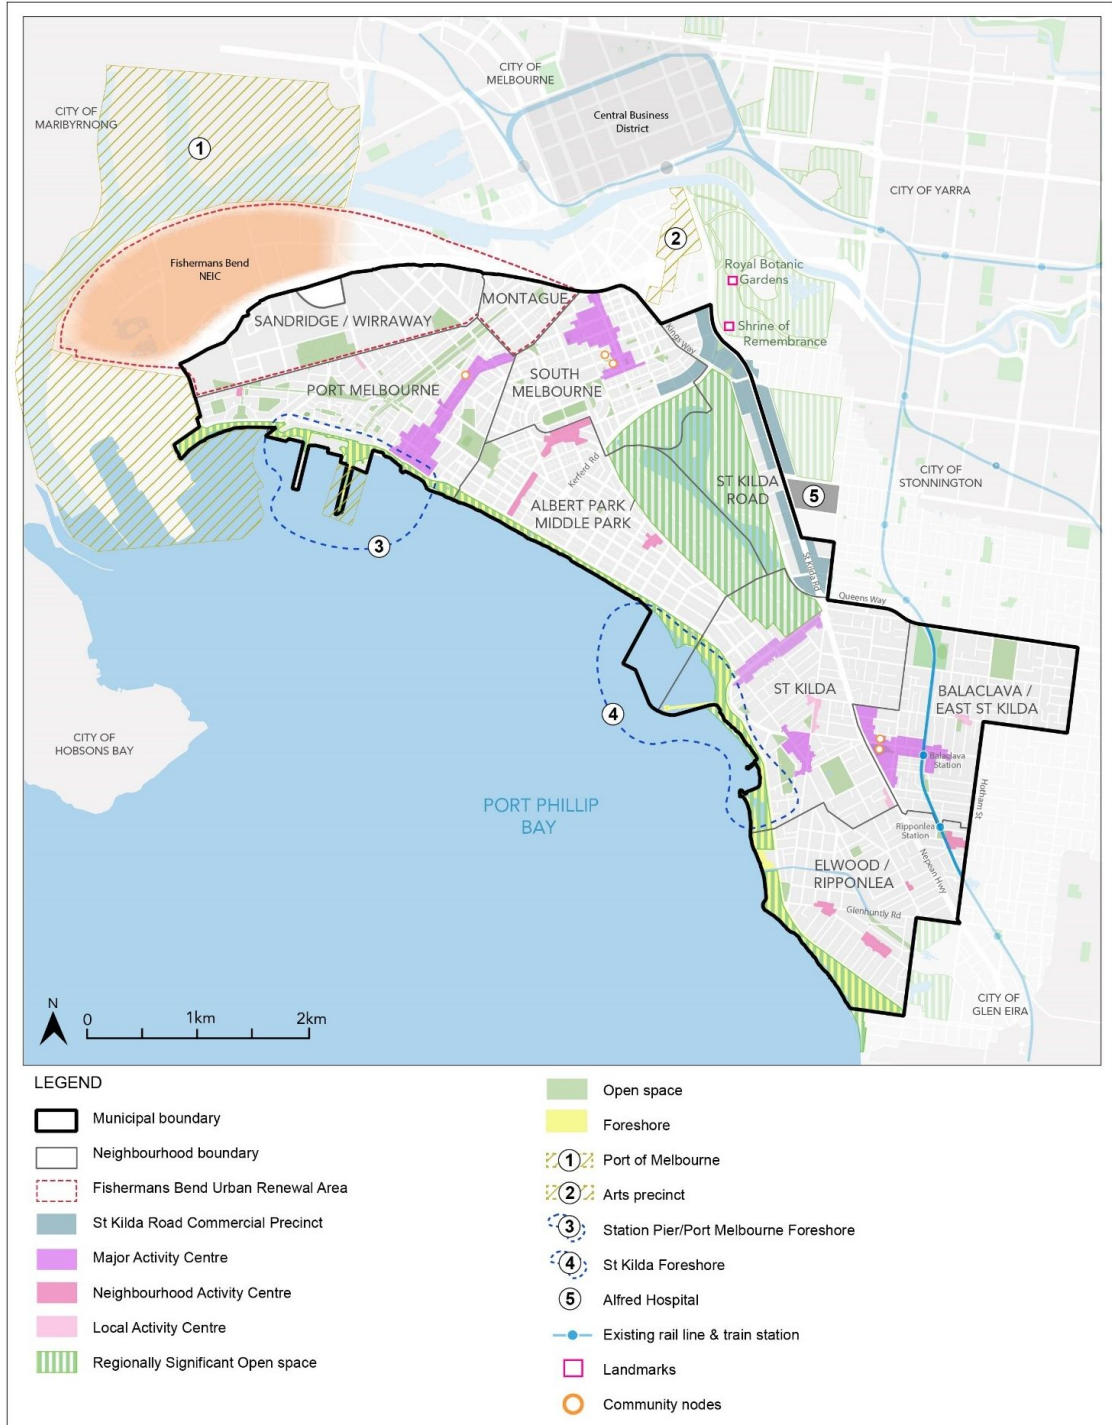 CITY OF
MELBOURNE
CITY OF
MARIBYRNONG
Central Business
District
1
CITY OF YARRA
2
Fishermans Bend
NEIC
Royal Botanic
Gardens
MONTAGUE
SANDRIDGE / WIRRAWAY
Shrine of
Remembrance
Kings Way
PORT MELBOURNE
SOUTH
MELBOURNE
Kerferd Rd
CITY OF
STONNINGTON
ST KILDA
ROAD
5
ALBERT PARK /
MIDDLE PARK
3
St Kilda Rd
Queens Way
ST KILDA
BALACLAVA /
EAST ST KILDA
4
CITY OF
HOBSONS BAY
Balaclava
Station
Hotham St
PORT PHILLIP
BAY
Ripponlea
Station
Nepean Hwy
ELWOOD /
RIPPONLEA
Glenhuntly Rd
CITY OF
GLEN EIRA
N
0 1km 2km
LEGEND
Municipal boundary
Neighbourhood boundary
Fishermans Bend Urban Renewal Area
St Kilda Road Commercial Precinct
Major Activity Centre
Neighbourhood Activity Centre
Local Activity Centre
Regionally Significant Open space
Open space
Foreshore
1 Port of Melbourne
2 Arts precinct
3 Station Pier/Port Melbourne Foreshore
4 St Kilda Foreshore
5 Alfred Hospital
Existing rail line & train station
Landmarks
Community nodes